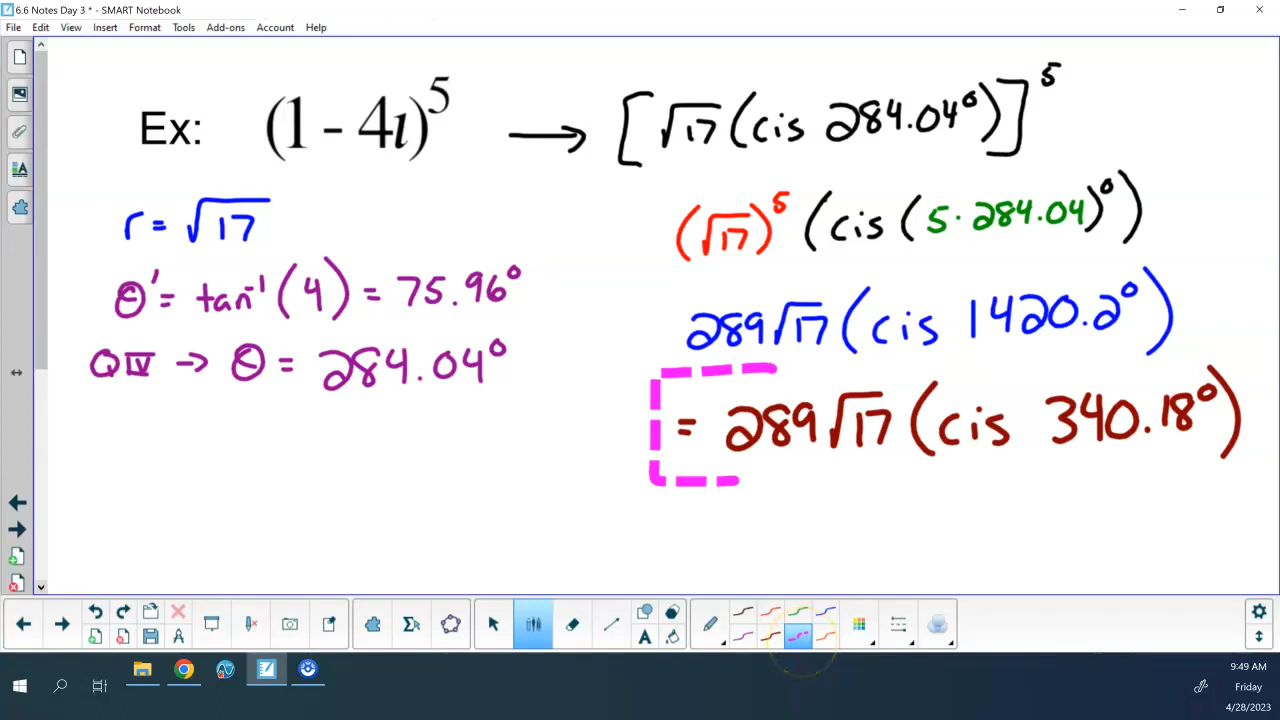 6.6 Notes Day 3 * - SMART Notebook
File Edit View Insert Format Tools Add-ons Account Help
Ex: (1 - 4i)^5 → [√17 (cis 284.04°)]^5
r = √17
θ' = tan⁻¹(4) = 75.96°
QIV → θ = 284.04°
(√17)^5 (cis (5·284.04)°)
289√17 (cis 1420.2°)
= 289√17 (cis 340.18°)
A
9:49 AM
Friday
4/28/2023